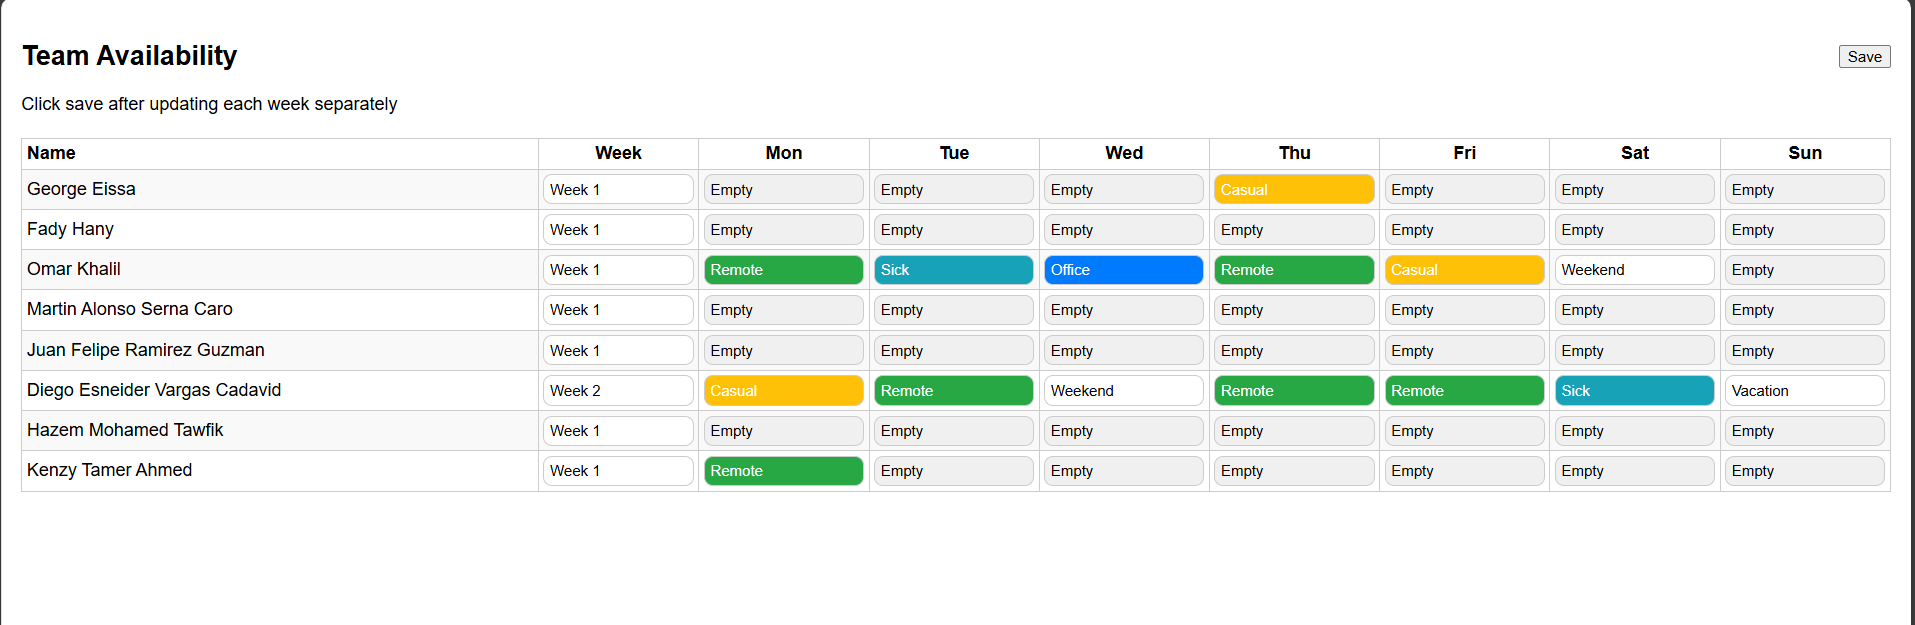 Team Availability
Save
Click save after updating each week separately
Name Week Mon Tue Wed Thu Fri Sat Sun
George Eissa Week 1 Empty Empty Empty Casual Empty Empty Empty
Fady Hany Week 1 Empty Empty Empty Empty Empty Empty Empty
Omar Khalil Week 1 Remote Sick Office Remote Casual Weekend Empty
Martin Alonso Serna Caro Week 1 Empty Empty Empty Empty Empty Empty Empty
Juan Felipe Ramirez Guzman Week 1 Empty Empty Empty Empty Empty Empty Empty
Diego Esneider Vargas Cadavid Week 2 Casual Remote Weekend Remote Remote Sick Vacation
Hazem Mohamed Tawfik Week 1 Empty Empty Empty Empty Empty Empty Empty
Kenzy Tamer Ahmed Week 1 Remote Empty Empty Empty Empty Empty Empty